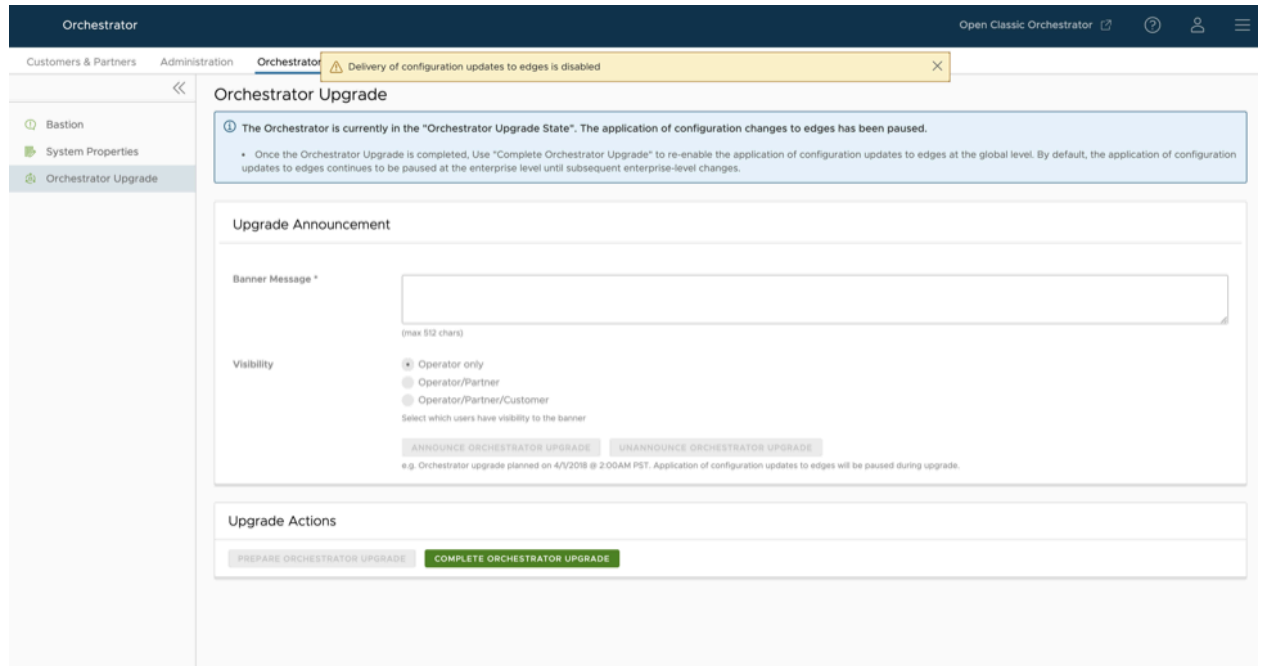 Orchestrator
Open Classic Orchestrator
Customers & Partners
Administration
Orchestrator
Delivery of configuration updates to edges is disabled
Bastion
System Properties
Orchestrator Upgrade
Orchestrator Upgrade
The Orchestrator is currently in the "Orchestrator Upgrade State". The application of configuration changes to edges has been paused.
• Once the Orchestrator Upgrade is completed, Use "Complete Orchestrator Upgrade" to re-enable the application of configuration updates to edges at the global level. By default, the application of configuration
updates to edges continues to be paused at the enterprise level until subsequent enterprise-level changes.
Upgrade Announcement
Banner Message *
(max 512 chars)
Visibility
Operator only
Operator/Partner
Operator/Partner/Customer
Select which users have visibility to the banner
ANNOUNCE ORCHESTRATOR UPGRADE
UNANNOUNCE ORCHESTRATOR UPGRADE
e.g. Orchestrator upgrade planned on 4/1/2018 @ 2:00AM PST. Application of configuration updates to edges will be paused during upgrade.
Upgrade Actions
PREPARE ORCHESTRATOR UPGRADE
COMPLETE ORCHESTRATOR UPGRADE